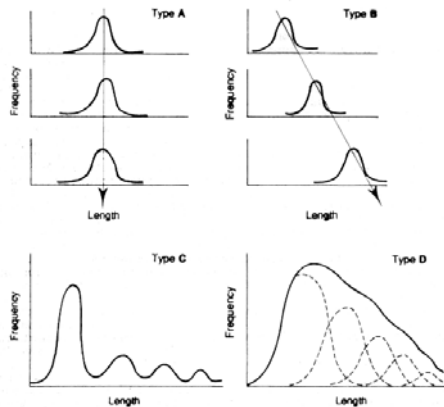 Type A
Frequency
Length
Type B
Frequency
Length
Type C
Frequency
Length
Type D
Frequency
Length